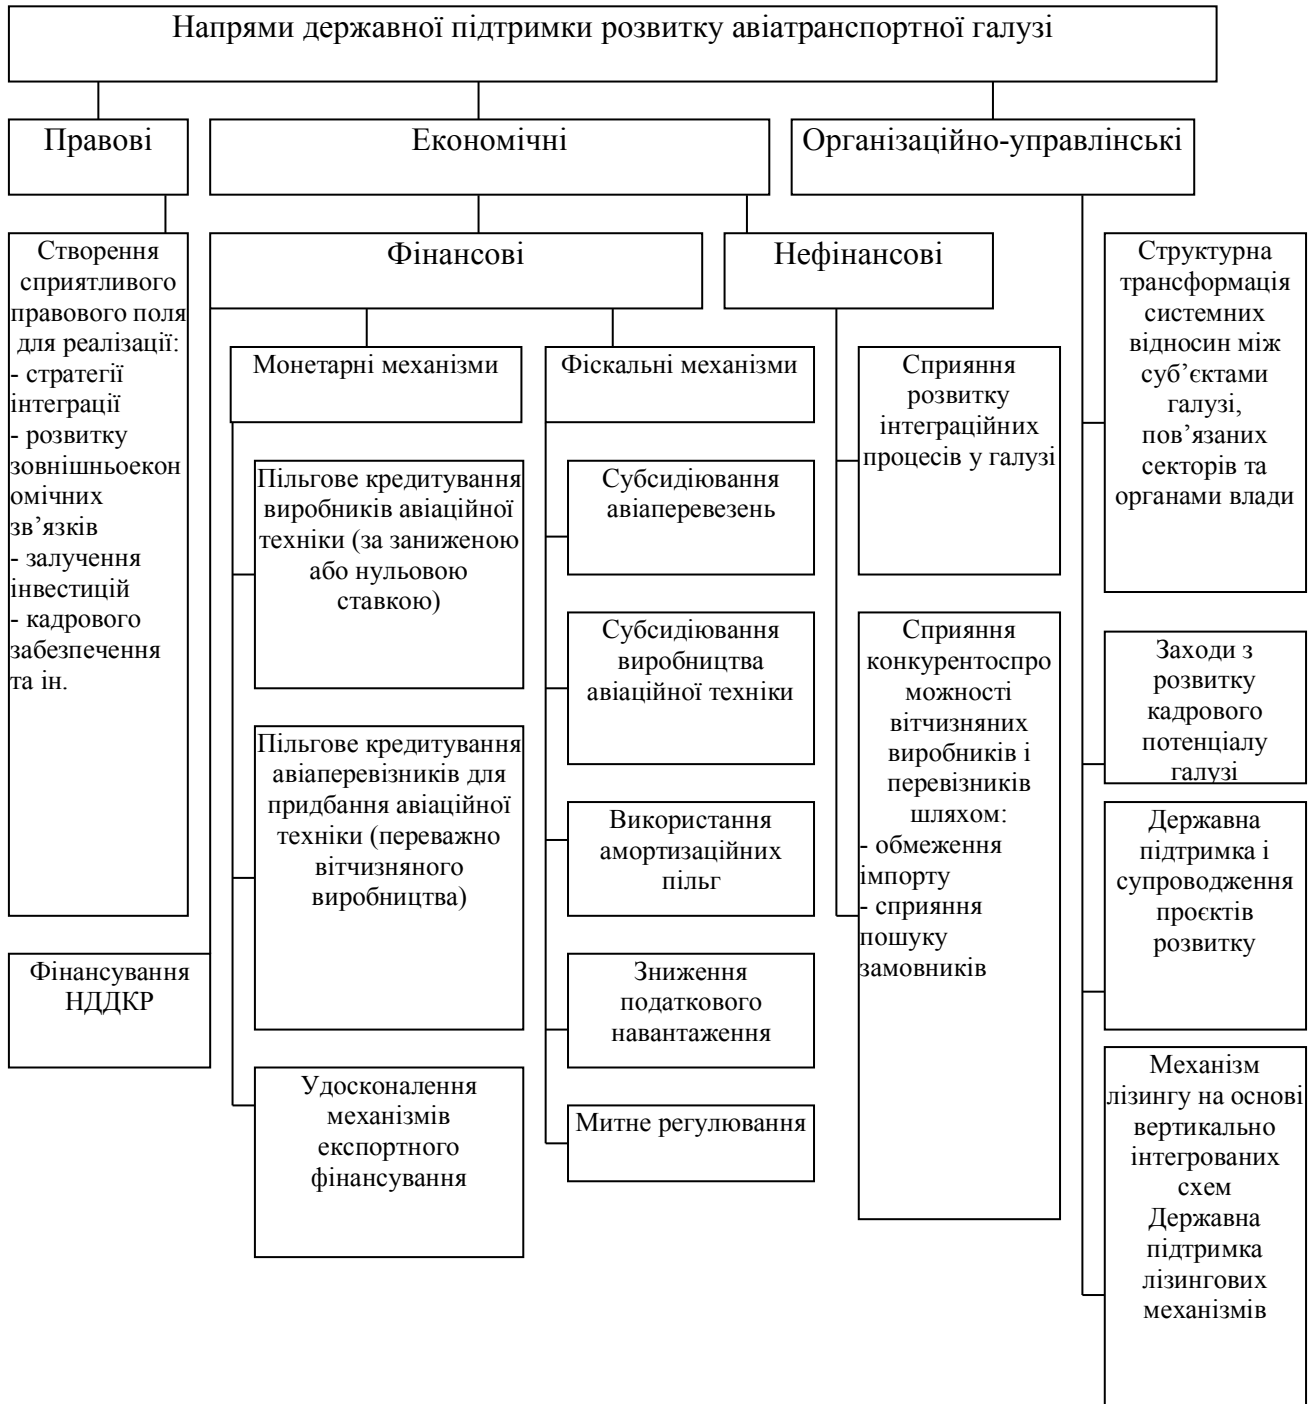 Напрями державної підтримки розвитку авіатранспортної галузі
Правові
Економічні
Організаційно-управлінські
Створення
сприятливого
правового поля
для реалізації:
- стратегії
інтеграції
- розвитку
зовнішньоекон
омічних
зв’язків
- залучення
інвестицій
- кадрового
забезпечення
та ін.
Фінансування
НДДКР
Фінансові
Нефінансові
Монетарні механізми
Пільгове кредитування
виробників авіаційної
техніки (за заниженою
або нульовою
ставкою)
Пільгове кредитування
авіаперевізників для
придбання авіаційної
техніки (переважно
вітчизняного
виробництва)
Удосконалення
механізмів
експортного
фінансування
Фіскальні механізми
Субсидіювання
авіаперевезень
Субсидіювання
виробництва
авіаційної техніки
Використання
амортизаційних
пільг
Зниження
податкового
навантаження
Митне регулювання
Сприяння
розвитку
інтеграційних
процесів у галузі
Сприяння
конкурентоспро
можності
вітчизняних
виробників і
перевізників
шляхом:
- обмеження
імпорту
- сприяння
пошуку
замовників
Структурна
трансформація
системних
відносин між
суб’єктами
галузі,
пов’язаних
секторів та
органами влади
Заходи з
розвитку
кадрового
потенціалу
галузі
Державна
підтримка і
супроводження
проєктів
розвитку
Механізм
лізингу на основі
вертикально
інтегрованих
схем
Державна
підтримка
лізингових
механізмів